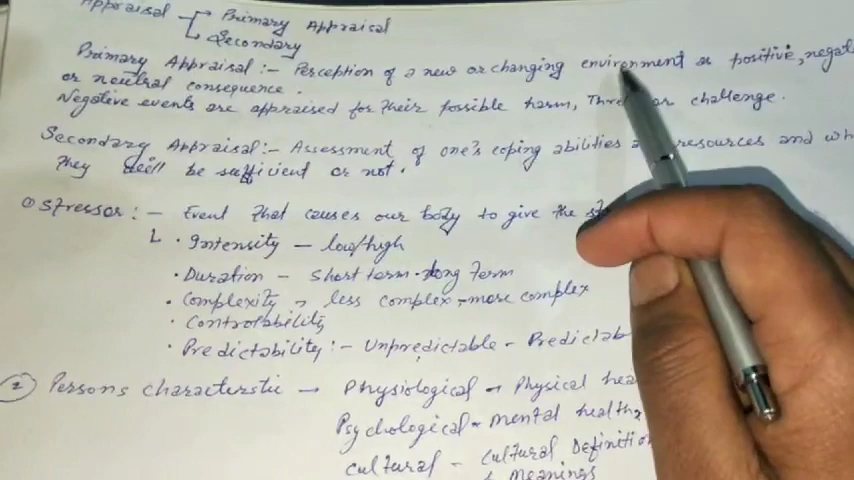 Appraisal → Primary Appraisal
↳ Secondary
Primary Appraisal :- Perception of a new or changing environment as positive, negat
or neutral consequence.
Negative events are appraised for their possible harm, Thr or challenge.
Secondary Appraisal :- Assessment of one's coping abilities a resources and wh
They will be sufficient or not.
① Stressor :- Event That causes our body to give the st
L • Intensity – low/high
• Duration – Short term - long Term
• Complexity → less complex - more complex
• Controlability
• Predictability :- Unpredictable - Predictab
② Persons characterstic → Physiological → Physical hea
Psychological - mental health
cultural - cultural Definition
& Meanings